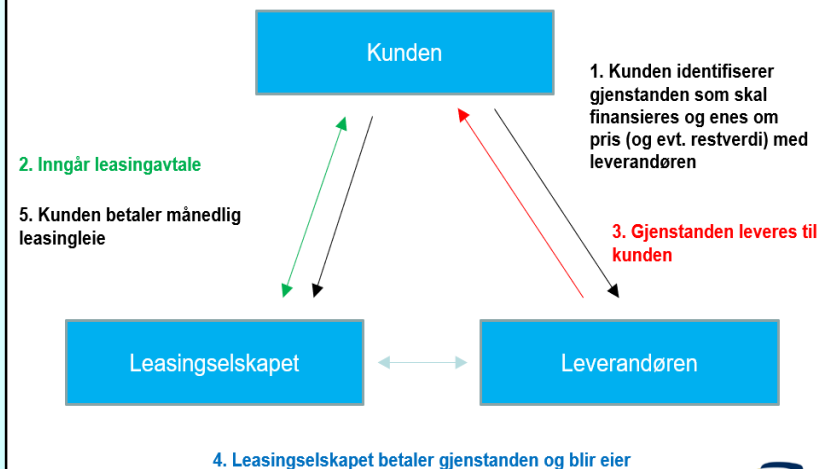 Kunden
1. Kunden identifiserer
gjenstanden som skal
finansieres og enes om
pris (og evt. restverdi) med
leverandøren
2. Inngår leasingavtale
5. Kunden betaler månedlig
leasingleie
3. Gjenstanden leveres til
kunden
Leasingselskapet
Leverandøren
4. Leasingselskapet betaler gjenstanden og blir eier